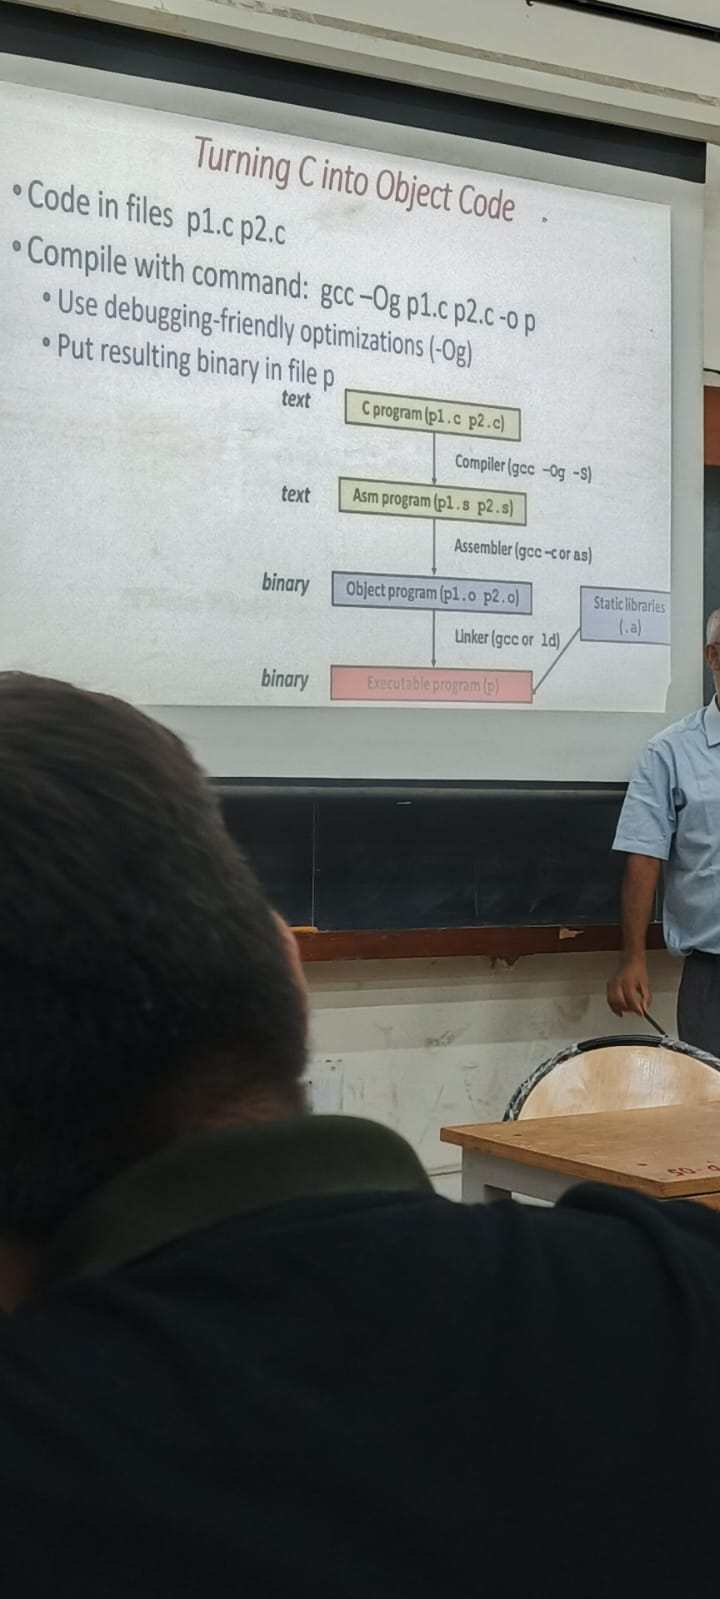 Turning C into Object Code
• Code in files p1.c p2.c
• Compile with command: gcc –Og p1.c p2.c -o p
• Use debugging-friendly optimizations (-Og)
• Put resulting binary in file p
text
C program (p1.c p2.c)
Compiler (gcc –Og -S)
text
Asm program (p1.s p2.s)
Assembler (gcc –c or as)
binary
Object program (p1.o p2.o)
Static libraries
(.a)
Linker (gcc or ld)
binary
Executable program (p)